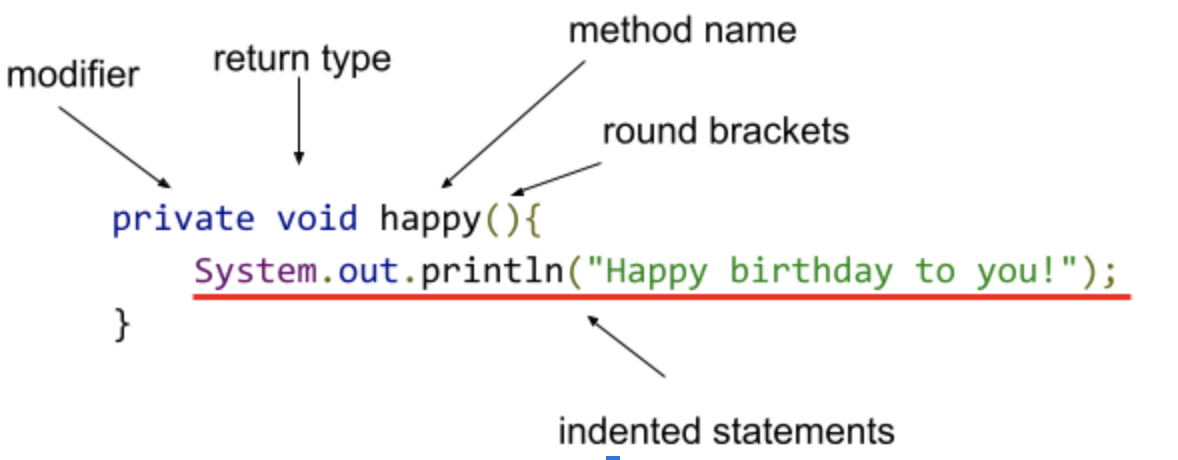 method name
return type
modifier
round brackets
private void happy(){
System.out.println("Happy birthday to you!");
}
indented statements